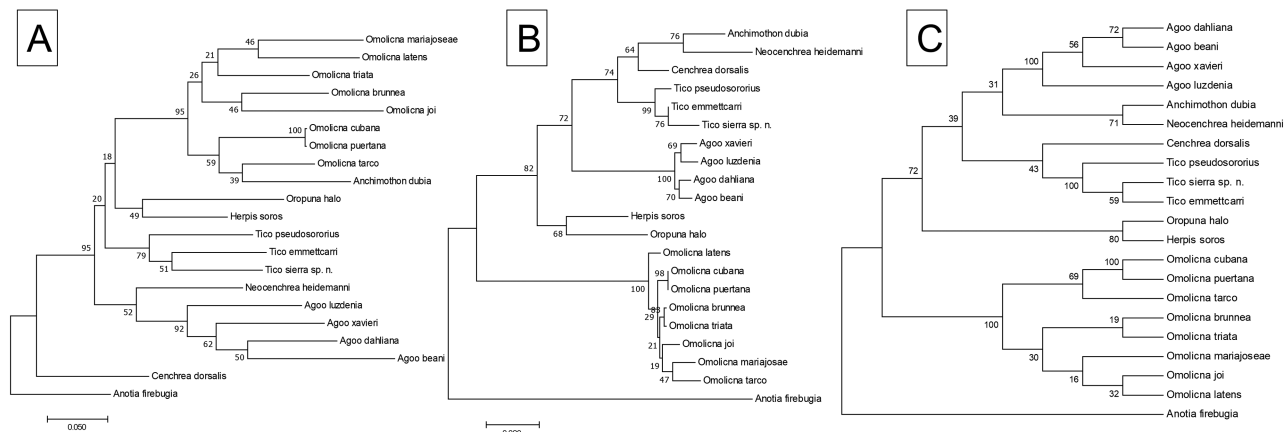 A
46
Omolicna mariajoseae
21
Omolicna latens
26
Omolicna triata
95
Omolicna brunnea
46
Omolicna joi
18
100
Omolicna cubana
Omolicna puertana
59
Omolicna tarco
39
Anchimothon dubia
20
Oropuna halo
49
Herpis soros
95
Tico pseudosororius
79
Tico emmettcarri
51
Tico sierra sp. n.
Neocenchrea heidemanni
52
Agoo luzdenia
92
Agoo xavieri
62
Agoo dahliana
50
Agoo beani
Cenchrea dorsalis
Anotia firebugia
0.050
B
76
Anchimothon dubia
64
Neocenchrea heidemanni
74
Cenchrea dorsalis
Tico pseudosororius
99
Tico emmettcarri
76
Tico sierra sp. n.
72
69
Agoo xavieri
Agoo luzdenia
100
Agoo dahliana
70
Agoo beani
82
Herpis soros
68
Oropuna halo
Omolicna latens
100
98
Omolicna cubana
Omolicna puertana
83
Omolicna brunnea
29
Omolicna triata
21
Omolicna joi
19
Omolicna mariajosae
47
Omolicna tarco
Anotia firebugia
C
72
Agoo dahliana
56
Agoo beani
100
Agoo xavieri
31
Agoo luzdenia
Anchimothon dubia
71
Neocenchrea heidemanni
39
Cenchrea dorsalis
43
Tico pseudosororius
100
Tico sierra sp. n.
59
Tico emmettcarri
72
Oropuna halo
80
Herpis soros
100
Omolicna cubana
69
Omolicna puertana
Omolicna tarco
100
19
Omolicna brunnea
Omolicna triata
30
Omolicna mariajoseae
16
Omolicna joi
32
Omolicna latens
Anotia firebugia